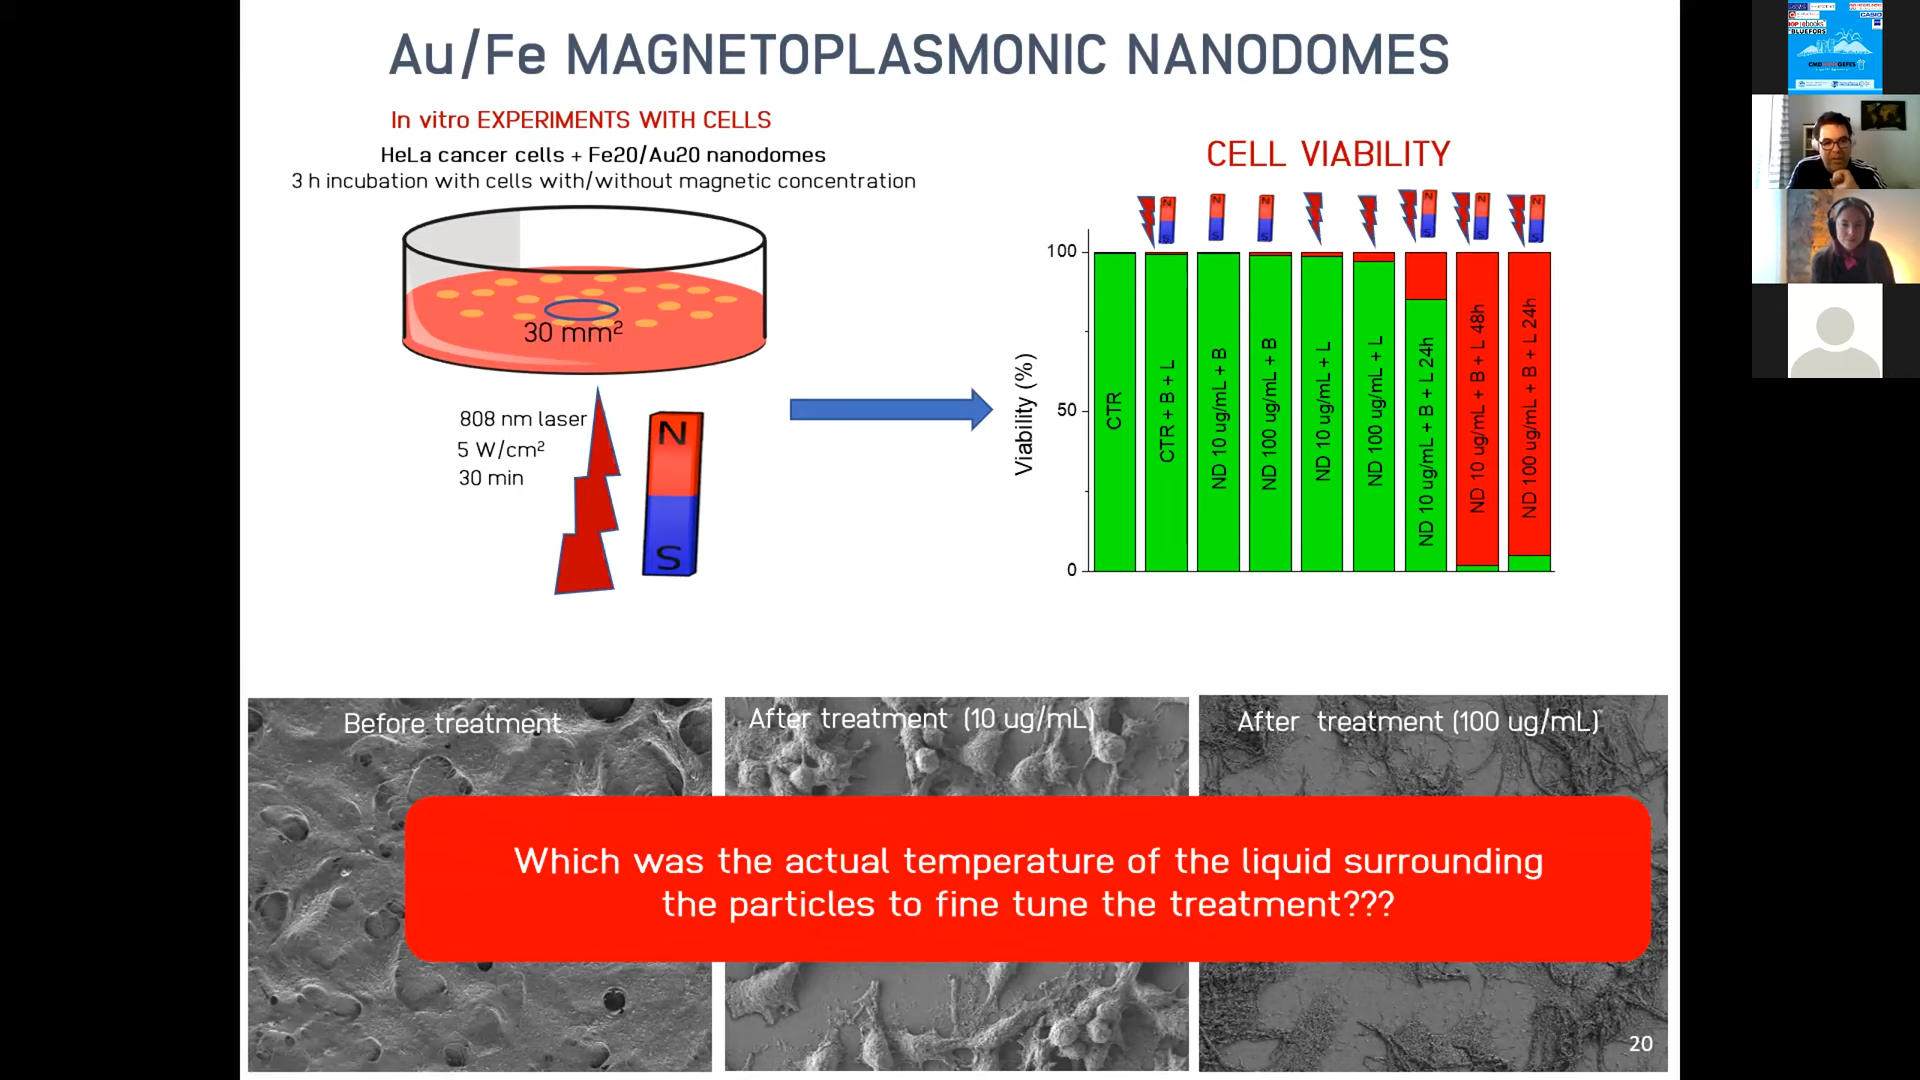 Au/Fe MAGNETOPLASMONIC NANODOMES
In vitro EXPERIMENTS WITH CELLS
HeLa cancer cells + Fe20/Au20 nanodomes
3 h incubation with cells with/without magnetic concentration
30 mm²
808 nm laser
5 W/cm²
30 min
N
S
CELL VIABILITY
N
S
N
S
N
S
N
S
N
S
N
S
Viability (%)
100
50
0
CTR
CTR + B + L
ND 10 ug/mL + B
ND 100 ug/mL + B
ND 10 ug/mL + L
ND 100 ug/mL + L
ND 10 ug/mL + B + L 24h
ND 10 ug/mL + B + L 48h
ND 100 ug/mL + B + L 24h
Before treatment
After treatment (10 ug/mL)
After treatment (100 ug/mL)
Which was the actual temperature of the liquid surrounding
the particles to fine tune the treatment???
20
CASIO
IOP ebooks
BLUEFORS